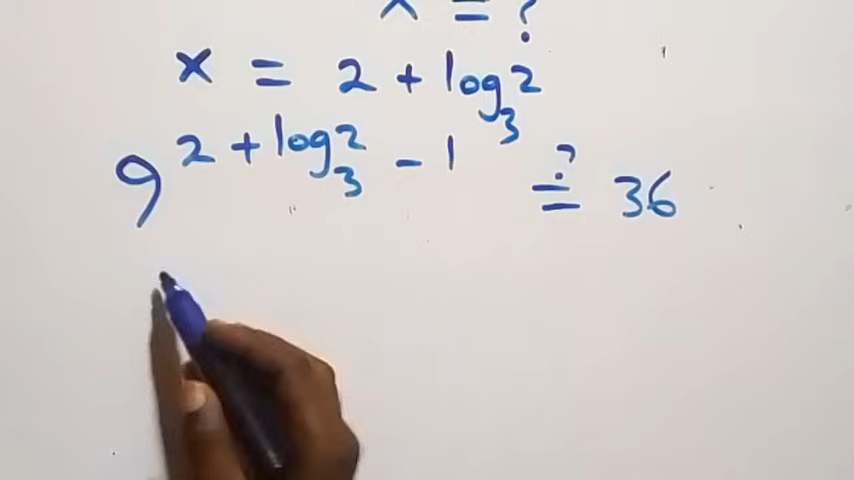 x = ?
x = 2 + log₃2
9^(2 + log₃2 - 1) ≟ 36